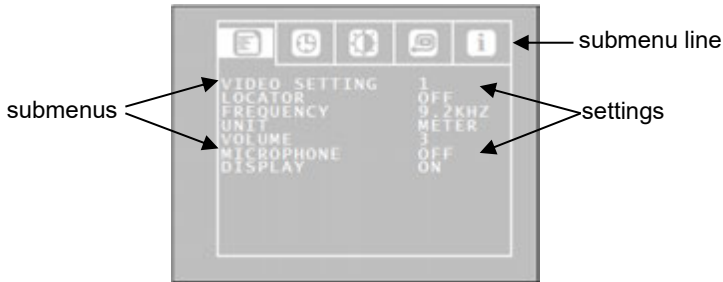 submenu line
VIDEO SETTING 1
LOCATOR OFF
FREQUENCY 9.2KHZ
UNIT METER
VOLUME 3
MICROPHONE OFF
DISPLAY ON
submenus
settings